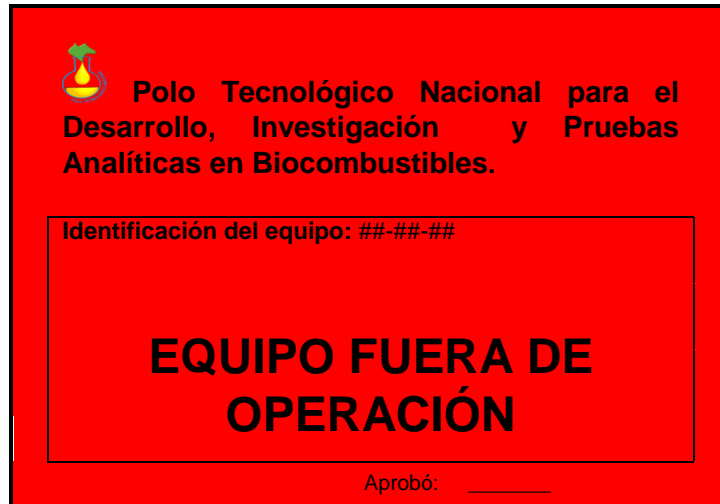 Polo Tecnológico Nacional para el
Desarrollo, Investigación y Pruebas
Analíticas en Biocombustibles.
Identificación del equipo: ##-##-##
EQUIPO FUERA DE
OPERACIÓN
Aprobó: _______